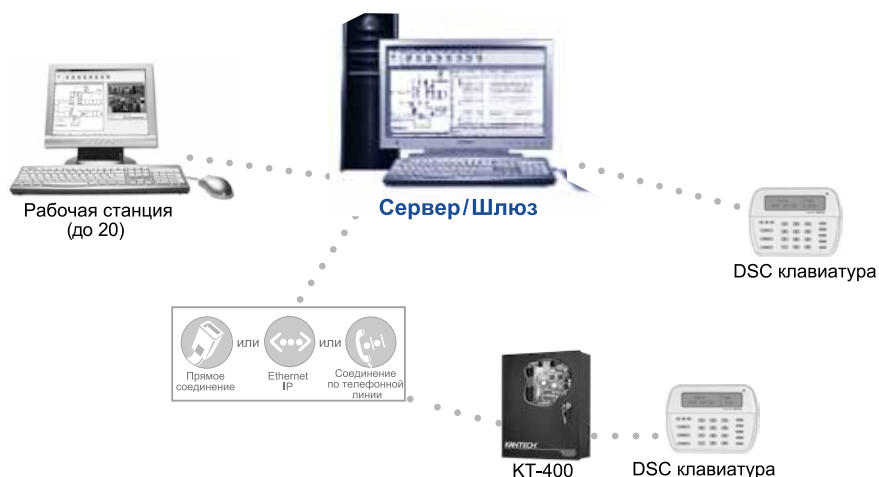 Рабочая станция
(до 20)
Сервер/Шлюз
DSC клавиатура
или
или
Прямое
соединение
Ethernet
IP
Соединение
по телефонной
линии
KANTECH
KT-400
DSC клавиатура